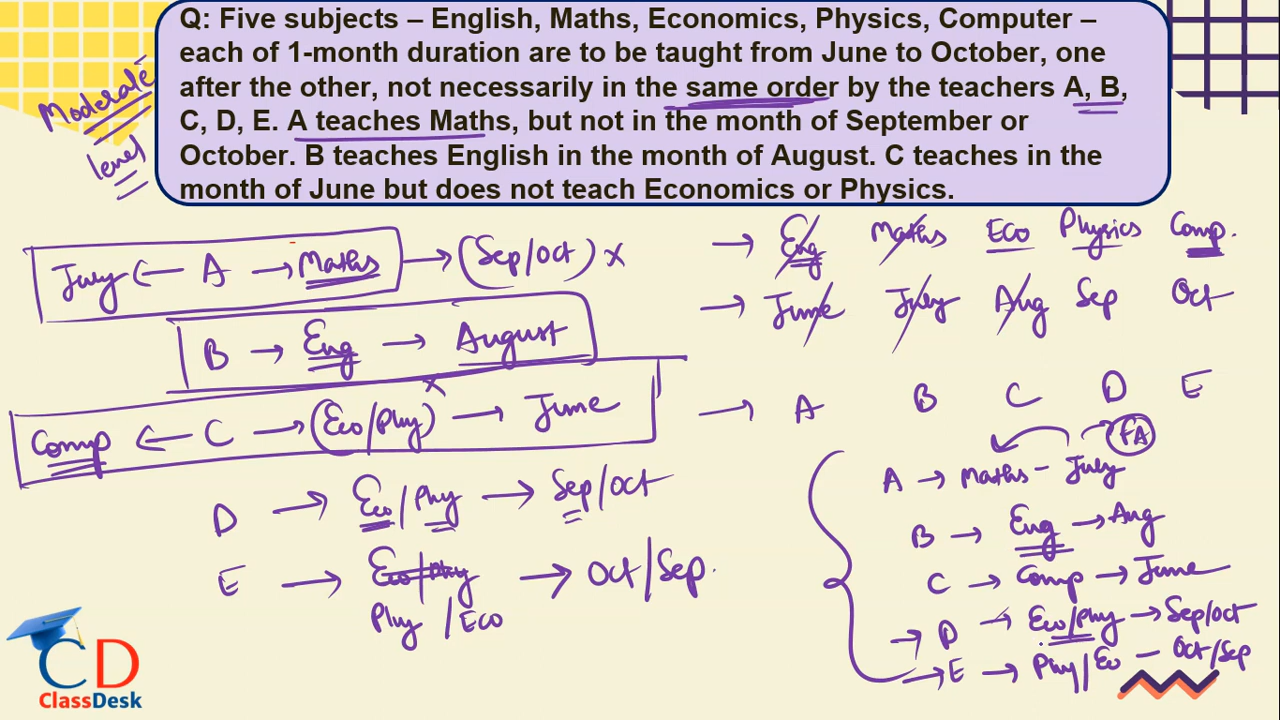 Q: Five subjects – English, Maths, Economics, Physics, Computer –
each of 1-month duration are to be taught from June to October, one
after the other, not necessarily in the same order by the teachers A, B,
C, D, E. A teaches Maths, but not in the month of September or
October. B teaches English in the month of August. C teaches in the
month of June but does not teach Economics or Physics.
Moderate
level
July ← A → Maths → (Sep/Oct) ×
B → Eng → August
Comp ← C → (Eco/Phy) × → June
D → Eco/Phy → Sep/Oct
E → Eco/Phy → Oct/Sep.
Phy / Eco
→ Eng Maths Eco Physics Comp.
→ June July Aug Sep Oct
→ A B C D E
FA
A → Maths - July
B → Eng → Aug
C → Comp → June
→ D → Eco/Phy → Sep/Oct
→ E → Phy/Eo - Oct/Sep
CD
ClassDesk